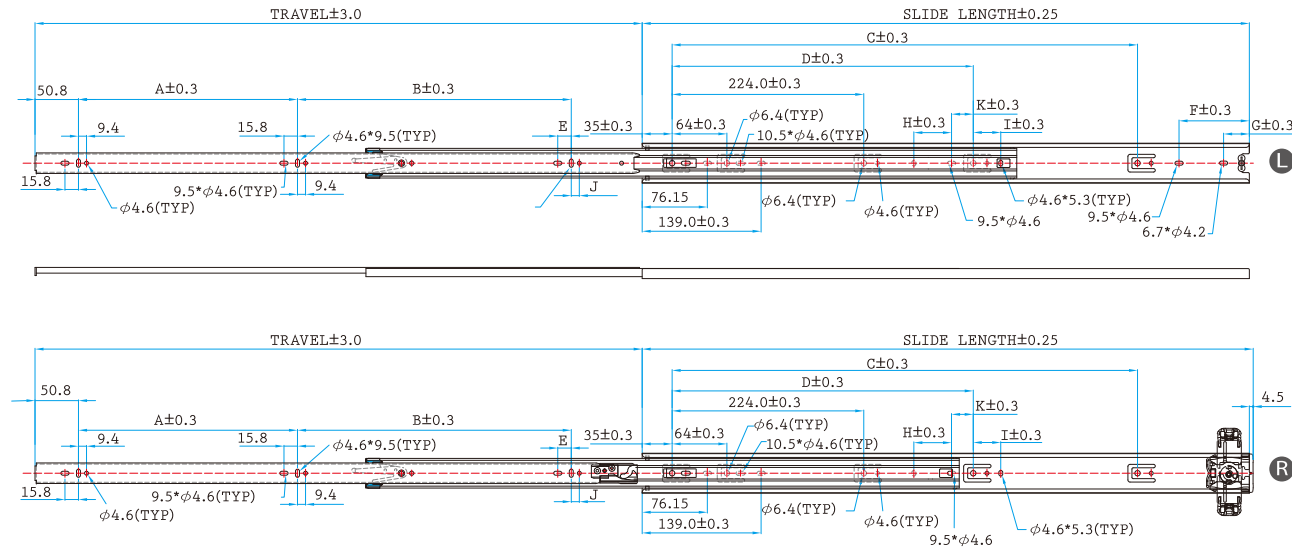 TRAVEL±3.0
SLIDE LENGTH±0.25
C±0.3
D±0.3
50.8
A±0.3
B±0.3
224.0±0.3
K±0.3
F±0.3
9.4
15.8
ϕ4.6*9.5(TYP)
E
35±0.3
64±0.3
ϕ6.4(TYP)
10.5*ϕ4.6(TYP)
H±0.3
I±0.3
G±0.3
L
15.8
9.5*ϕ4.6(TYP)
9.4
J
76.15
ϕ4.6(TYP)
139.0±0.3
ϕ6.4(TYP)
ϕ4.6(TYP)
9.5*ϕ4.6
ϕ4.6*5.3(TYP)
9.5*ϕ4.6
6.7*ϕ4.2
TRAVEL±3.0
SLIDE LENGTH±0.25
C±0.3
D±0.3
50.8
4.5
A±0.3
B±0.3
224.0±0.3
K±0.3
9.4
15.8
ϕ4.6*9.5(TYP)
E
35±0.3
64±0.3
ϕ6.4(TYP)
10.5*ϕ4.6(TYP)
H±0.3
I±0.3
R
15.8
9.5*ϕ4.6(TYP)
9.4
J
76.15
ϕ4.6(TYP)
139.0±0.3
ϕ6.4(TYP)
ϕ4.6(TYP)
9.5*ϕ4.6
ϕ4.6*5.3(TYP)